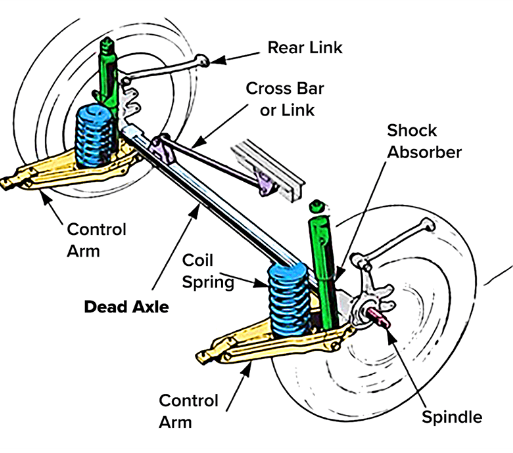 Rear Link
Cross Bar
or Link
Shock
Absorber
Control
Arm
Coil
Spring
Dead Axle
Control
Arm
Spindle